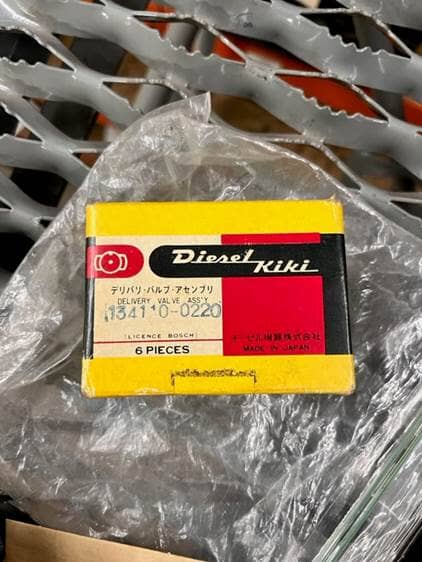 Diesel
Kiki
デリバリ・バルブ・アセンブリ
DELIVERY VALVE ASS'Y
134110-0220
(LICENCE BOSCH)
6 PIECES
ヂーゼル機器株式会社
MADE IN JAPAN